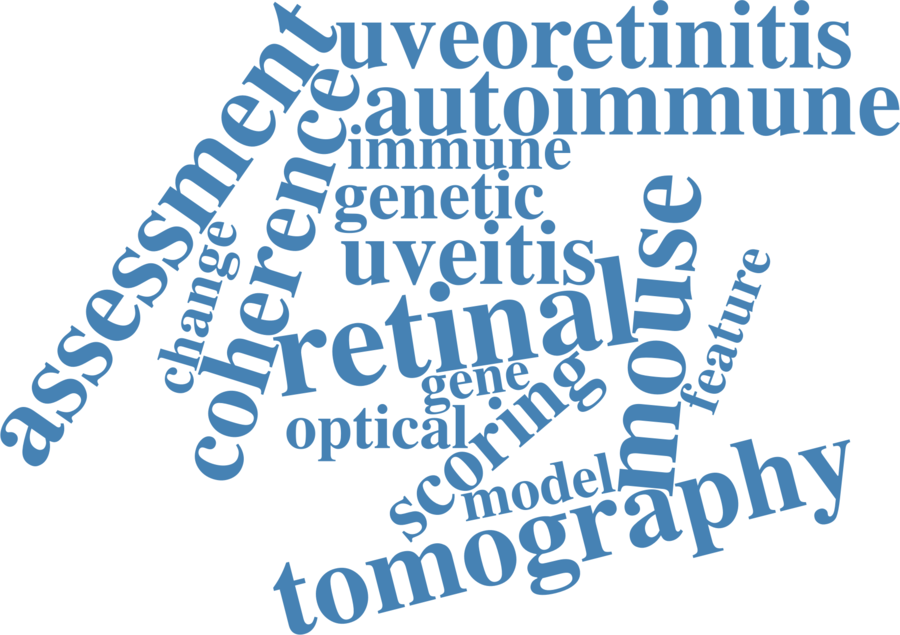 uveoretinitis
assessment
autoimmune
coherence
immune
genetic
mouse
change
uveitis
feature
retinal
gene
scoring
optical
model
tomography